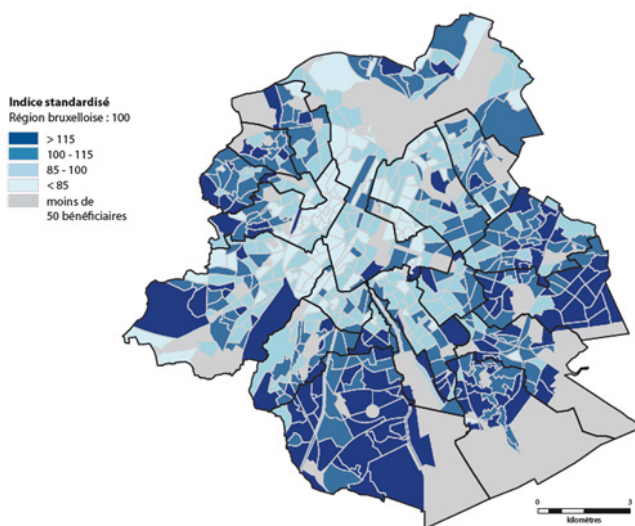 Indice standardisé
Région bruxelloise : 100
> 115
100 - 115
85 - 100
< 85
moins de
50 bénéficiaires
0 3
kilomètres